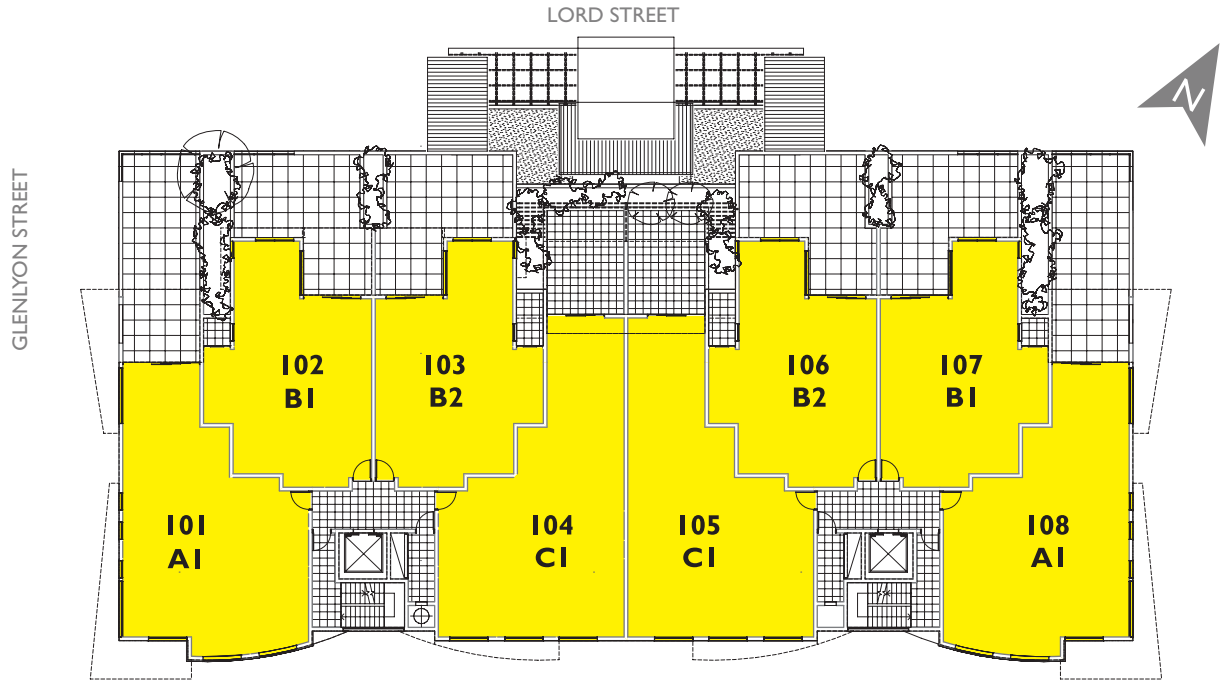 LORD STREET
N
GLENLYON STREET
102
B1
103
B2
106
B2
107
B1
101
A1
104
C1
105
C1
108
A1